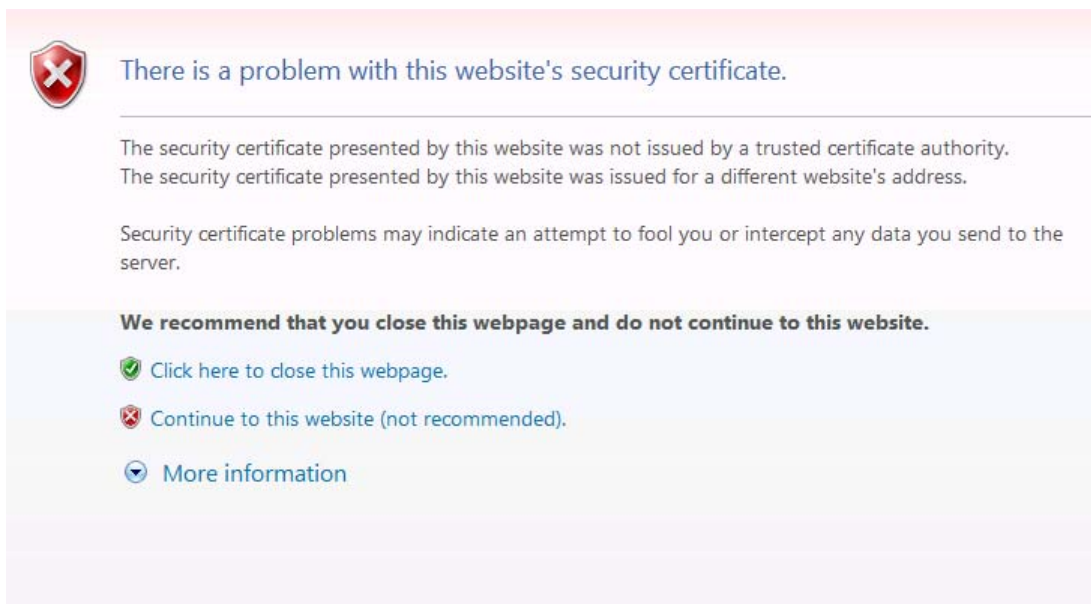 There is a problem with this website's security certificate.
The security certificate presented by this website was not issued by a trusted certificate authority.
The security certificate presented by this website was issued for a different website's address.
Security certificate problems may indicate an attempt to fool you or intercept any data you send to the
server.
We recommend that you close this webpage and do not continue to this website.
Click here to close this webpage.
Continue to this website (not recommended).
More information